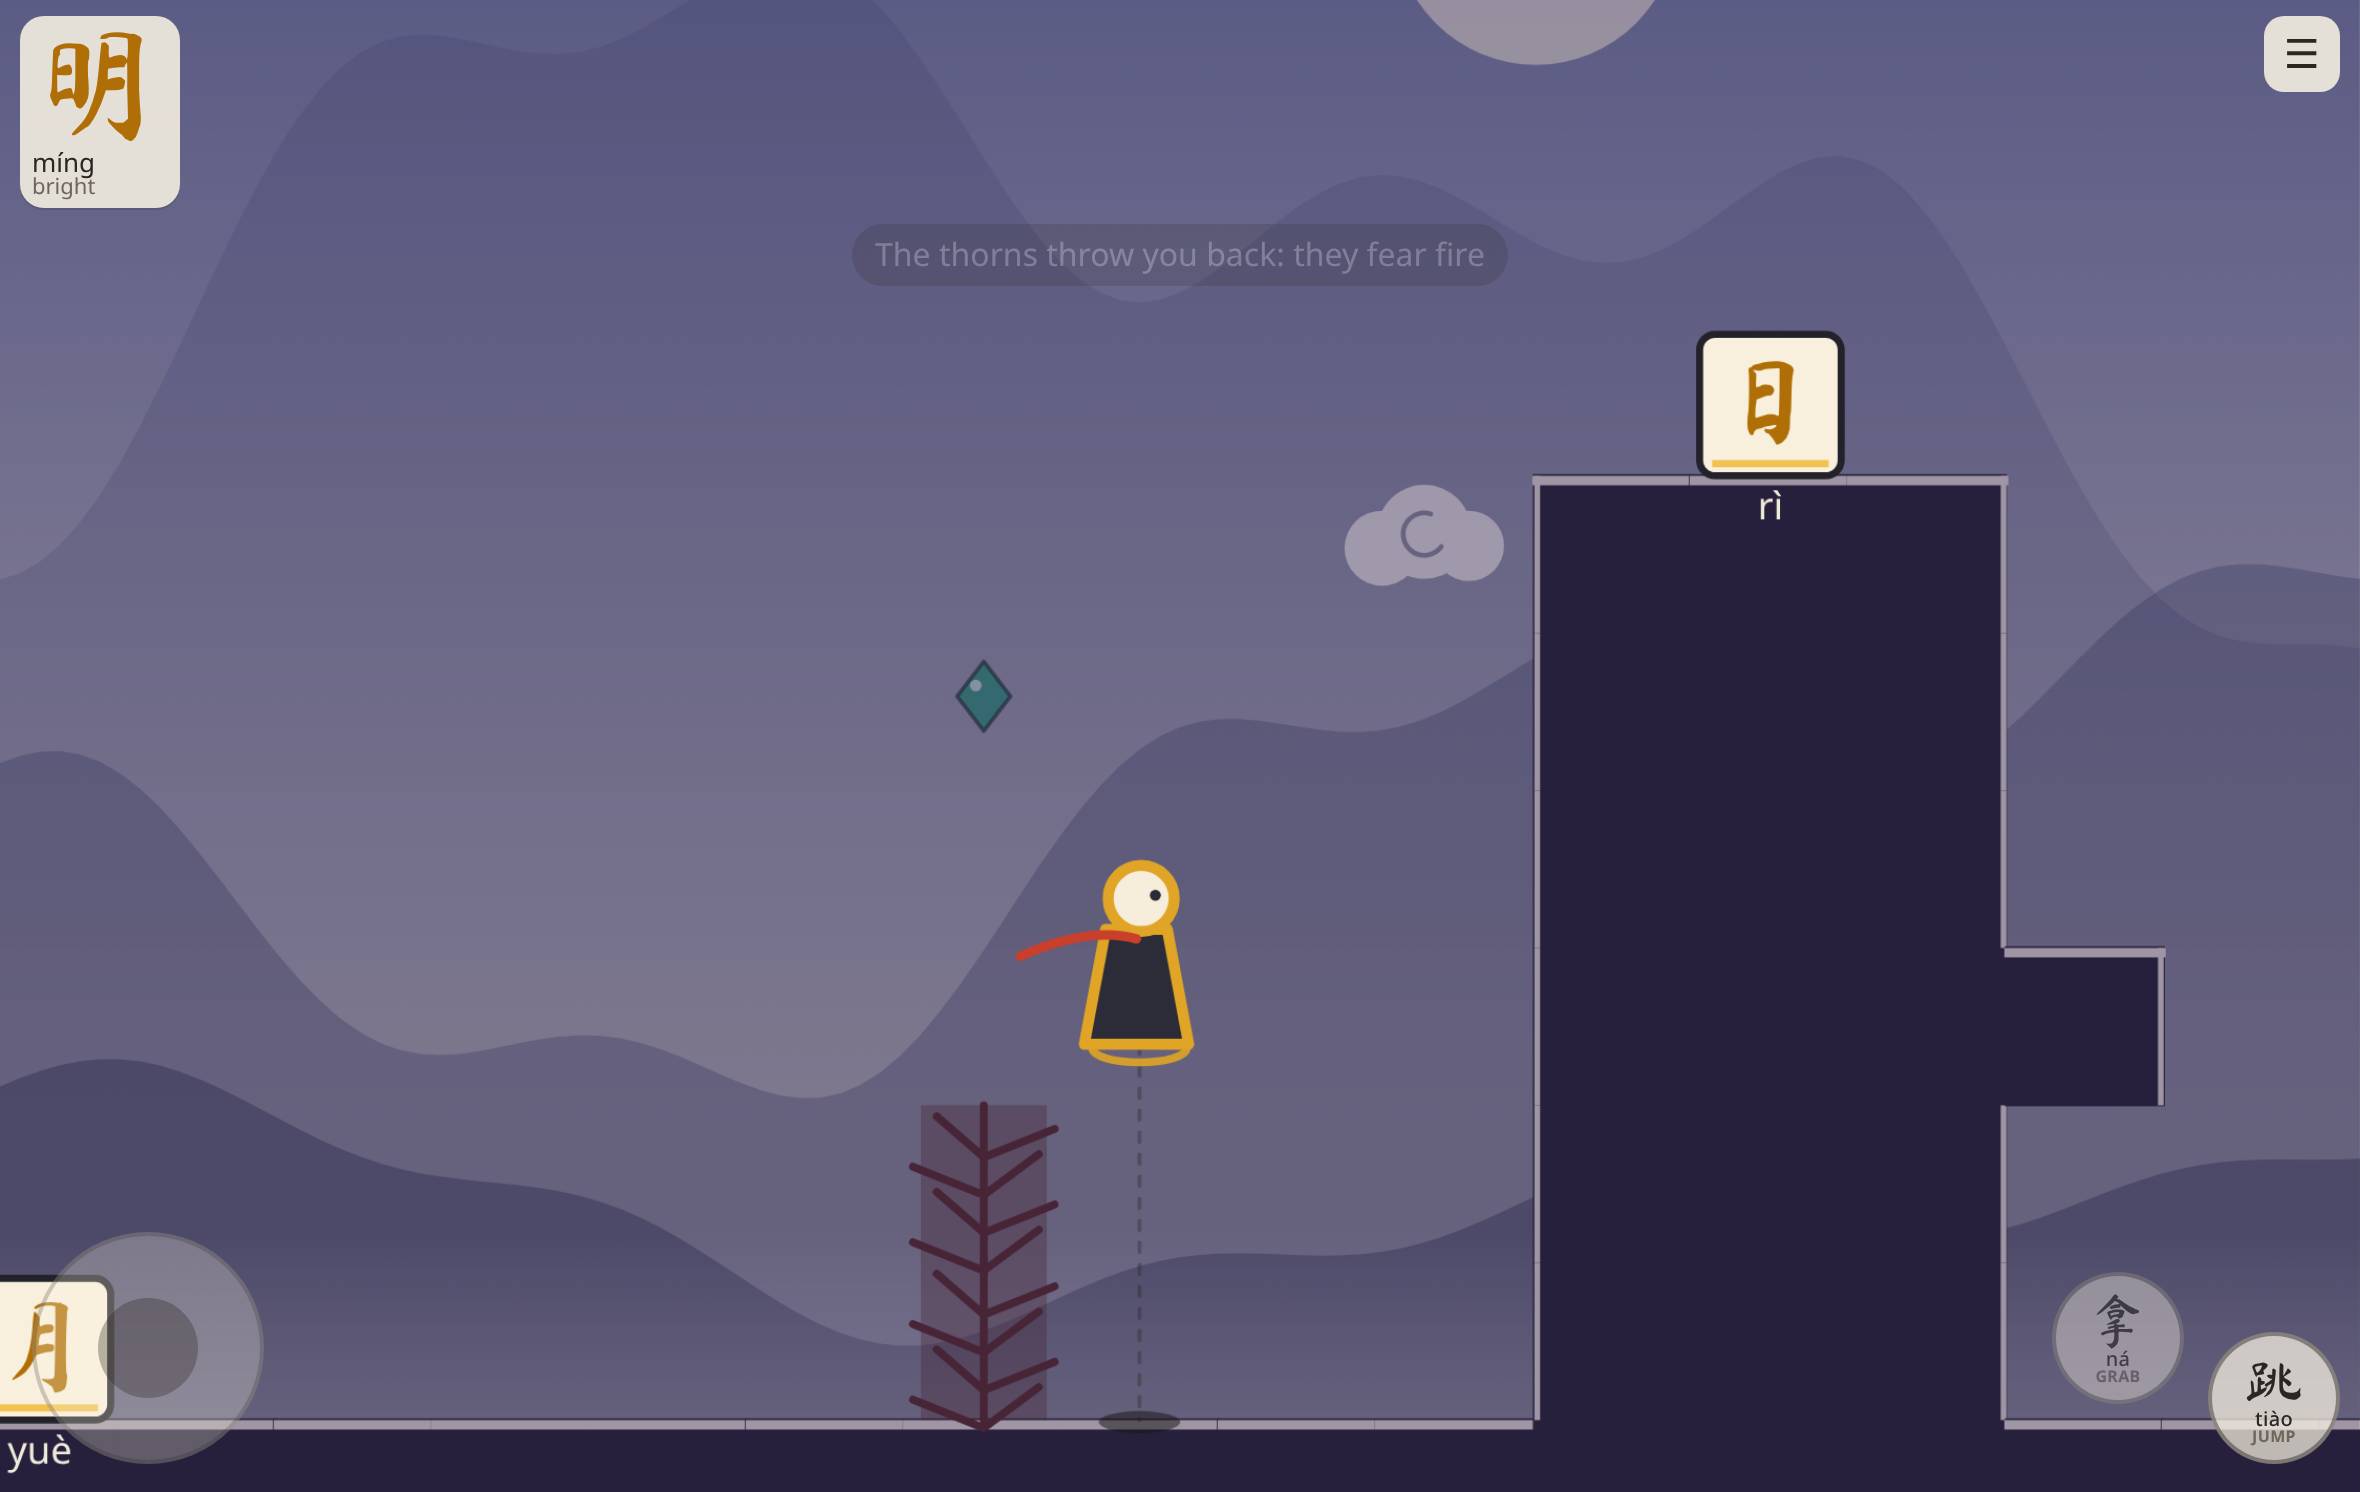 明
míng
bright
☰
The thorns throw you back: they fear fire
日
rì
月
yuè
拿
ná
GRAB
跳
tiào
JUMP